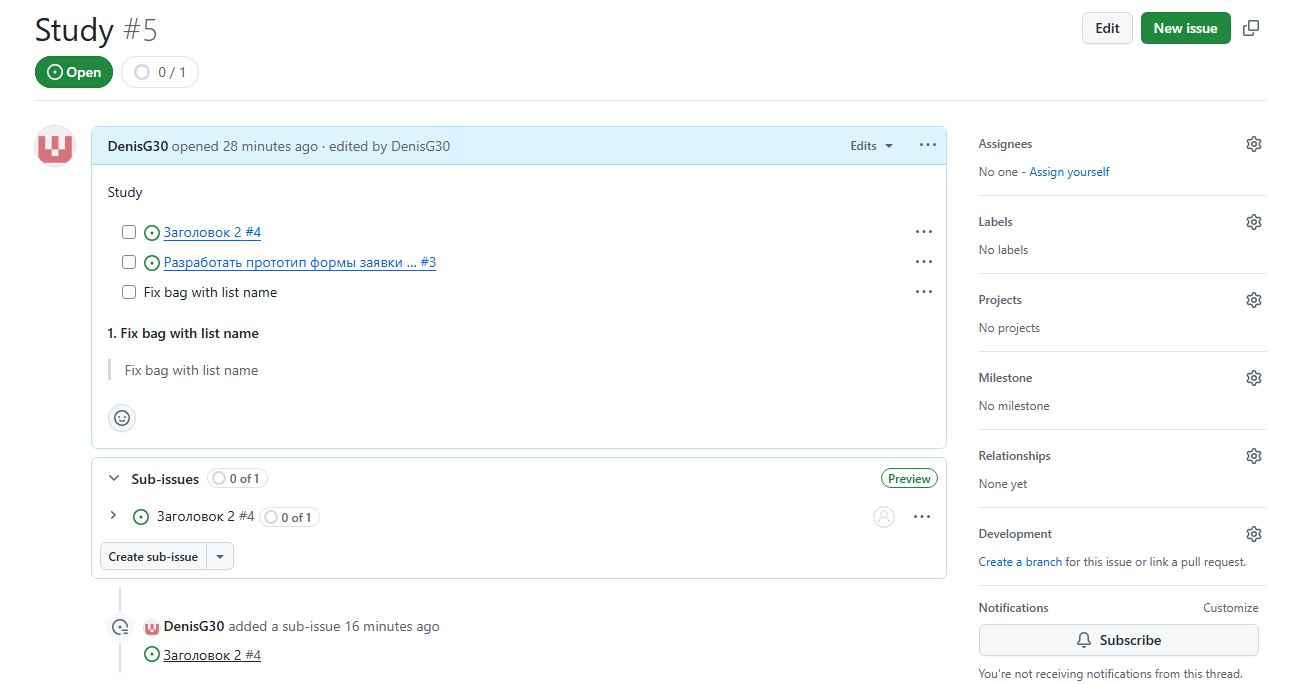 Study #5
Edit
New issue
Open
0 / 1
DenisG30 opened 28 minutes ago · edited by DenisG30
Edits
Study
Заголовок 2 #4
Разработать прототип формы заявки ... #3
Fix bag with list name
1. Fix bag with list name
Fix bag with list name
Sub-issues
0 of 1
Preview
Заголовок 2 #4
0 of 1
Create sub-issue
DenisG30 added a sub-issue 16 minutes ago
Заголовок 2 #4
Assignees
No one - Assign yourself
Labels
No labels
Projects
No projects
Milestone
No milestone
Relationships
None yet
Development
Create a branch for this issue or link a pull request.
Notifications
Customize
Subscribe
You're not receiving notifications from this thread.